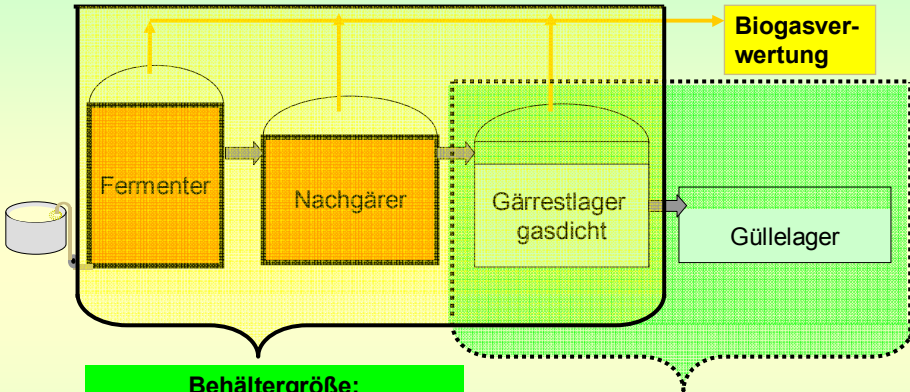 Biogasver-
wertung
Fermenter
Nachgärer
Gärrestlager
gasdicht
Güllelager
Behältergröße: